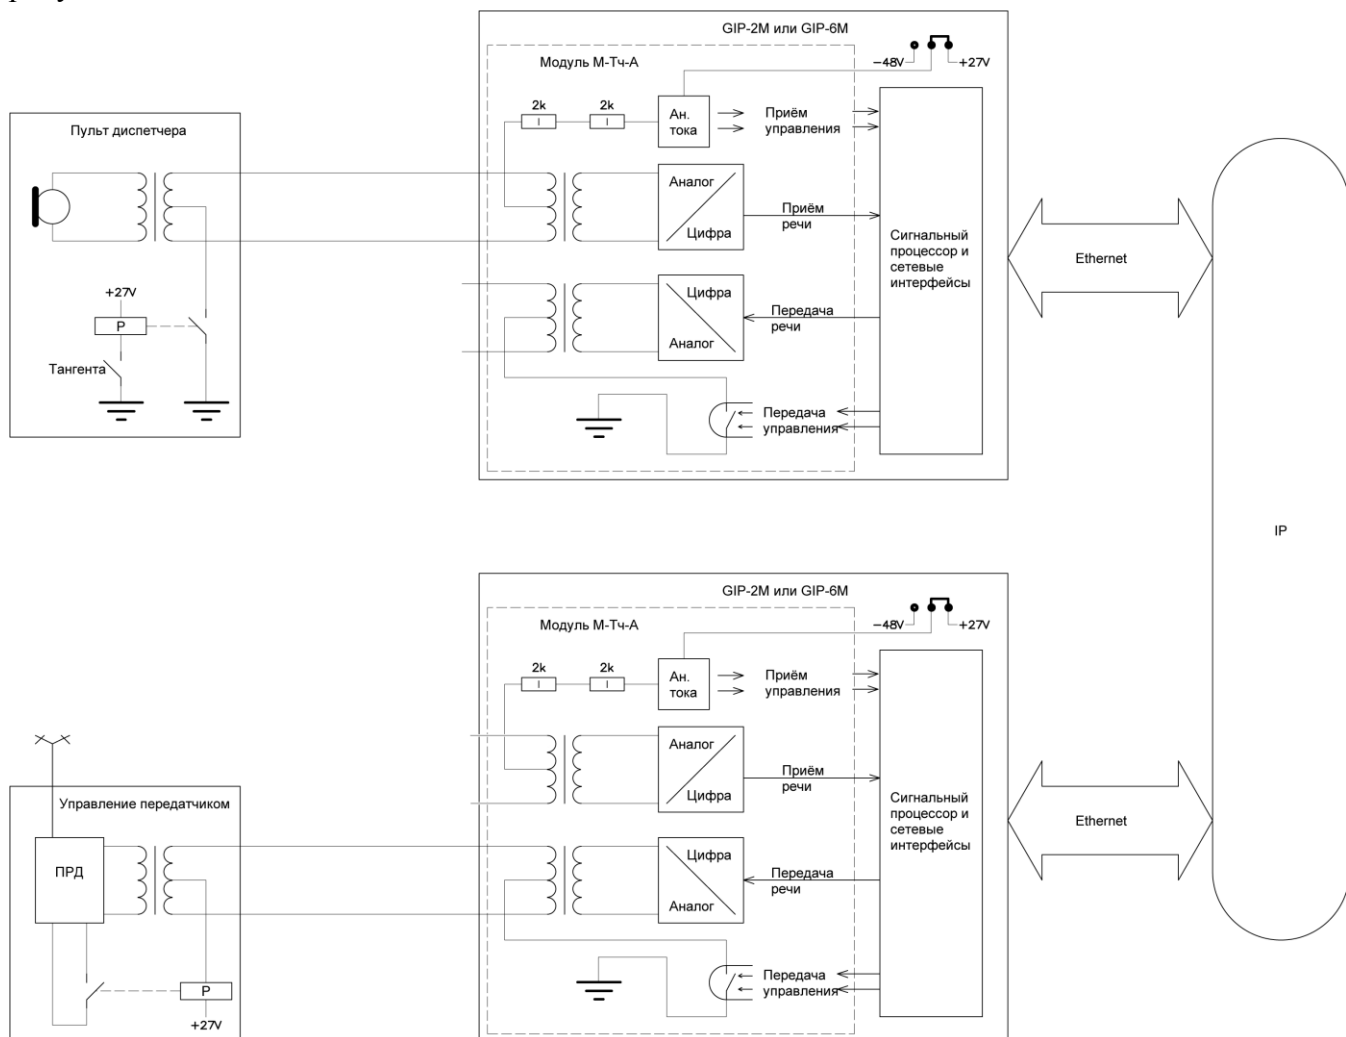 GIP-2M или GIP-6M
Модуль М-Тч-А
−48V
+27V
2k
2k
Ан.
тока
Приём
управления
Пульт диспетчера
Аналог
Цифра
Приём
речи
Сигнальный
процессор и
сетевые
интерфейсы
Ethernet
+27V
P
Тангента
Цифра
Аналог
Передача
речи
Передача
управления
IP
GIP-2M или GIP-6M
Модуль М-Тч-А
−48V
+27V
2k
2k
Ан.
тока
Приём
управления
Аналог
Цифра
Приём
речи
Сигнальный
процессор и
сетевые
интерфейсы
Ethernet
Управление передатчиком
ПРД
Цифра
Аналог
Передача
речи
Передача
управления
P
+27V